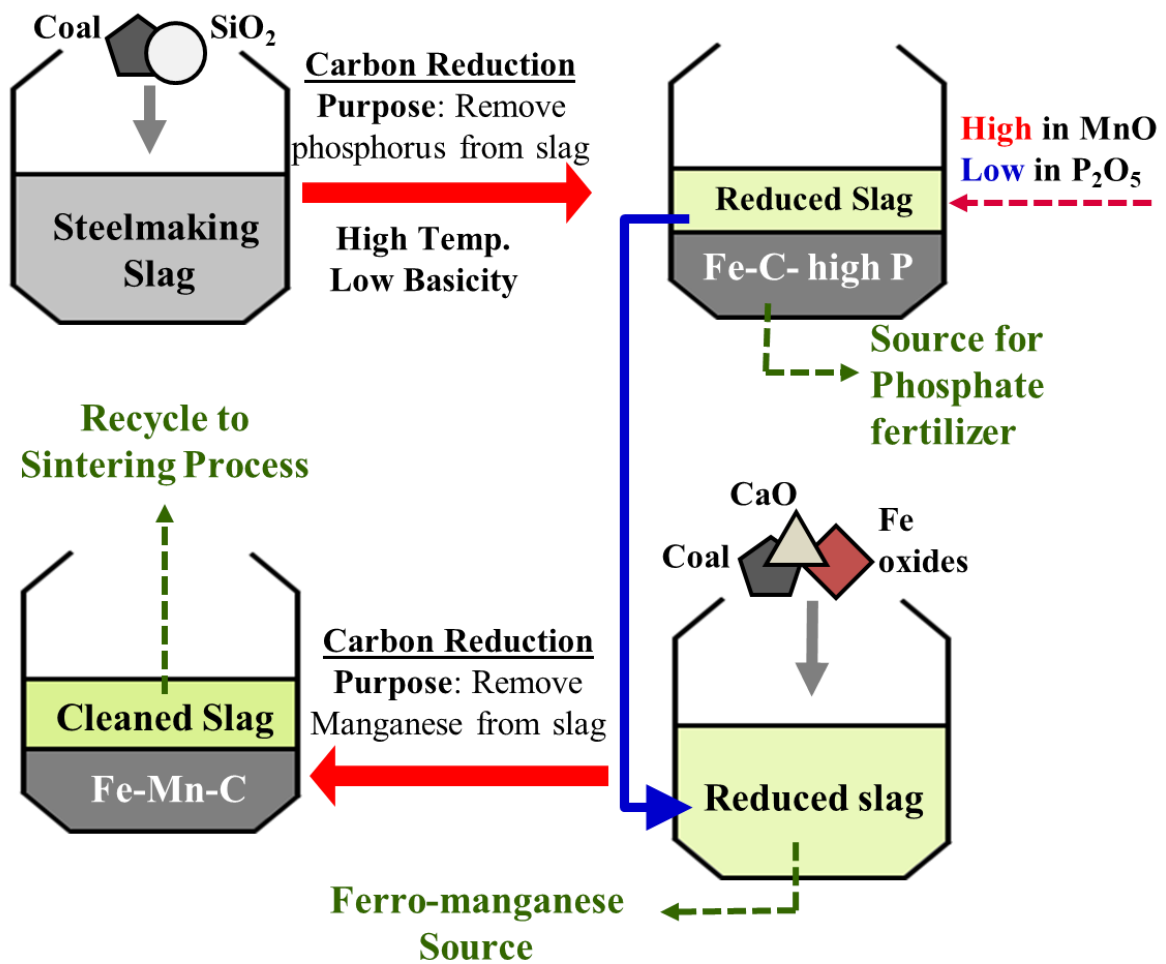 Coal
SiO₂
Steelmaking
Slag
Carbon Reduction
Purpose: Remove
phosphorus from slag
High Temp.
Low Basicity
High in MnO
Low in P₂O₅
Reduced Slag
Fe-C- high P
Source for
Phosphate
fertilizer
CaO
Fe
oxides
Coal
Reduced slag
Ferro-manganese
Source
Carbon Reduction
Purpose: Remove
Manganese from slag
Recycle to
Sintering Process
Cleaned Slag
Fe-Mn-C